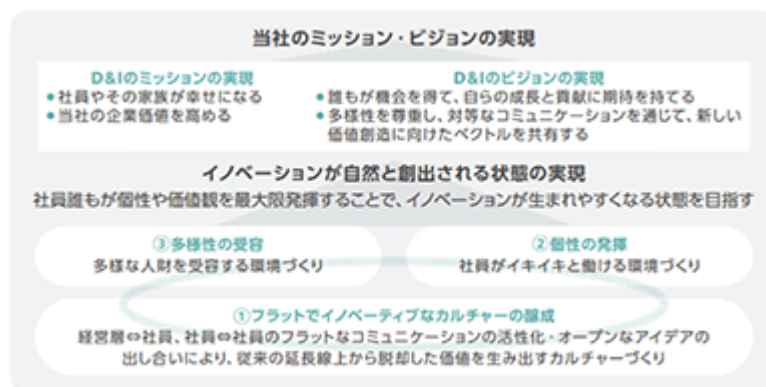 当社のミッション・ビジョンの実現
D&Iのミッションの実現
●社員やその家族が幸せになる
●当社の企業価値を高める
D&Iのビジョンの実現
●誰もが機会を得て、自らの成長と貢献に期待を持てる
●多様性を尊重し、対等なコミュニケーションを通じて、新しい
価値創造に向けたベクトルを共有する
イノベーションが自然と創出される状態の実現
社員誰もが個性や価値観を最大限発揮することで、イノベーションが生まれやすくなる状態を目指す
③多様性の受容
多様な人財を受容する環境づくり
②個性の発揮
社員がイキイキと働ける環境づくり
①フラットでイノベーティブなカルチャーの醸成
経営層⇔社員、社員⇔社員のフラットなコミュニケーションの活性化・オープンなアイデアの
出し合いにより、従来の延長線上から脱却した価値を生み出すカルチャーづくり